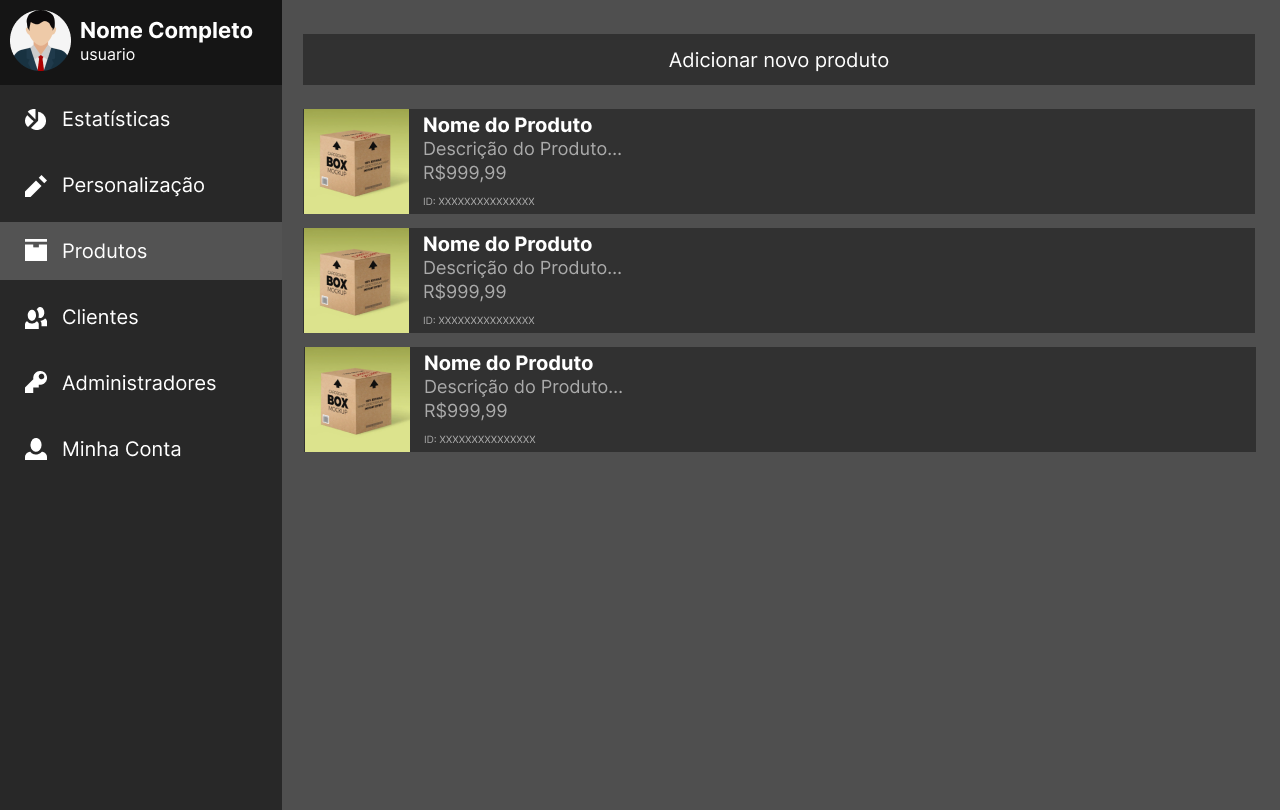 Nome Completo
usuario
Estatísticas
Personalização
Produtos
Clientes
Administradores
Minha Conta
Adicionar novo produto
Nome do Produto
Descrição do Produto...
R$999,99
ID: XXXXXXXXXXXXXXX
BOX
MOCKUP
Nome do Produto
Descrição do Produto...
R$999,99
ID: XXXXXXXXXXXXXXX
BOX
MOCKUP
Nome do Produto
Descrição do Produto...
R$999,99
ID: XXXXXXXXXXXXXXX
BOX
MOCKUP